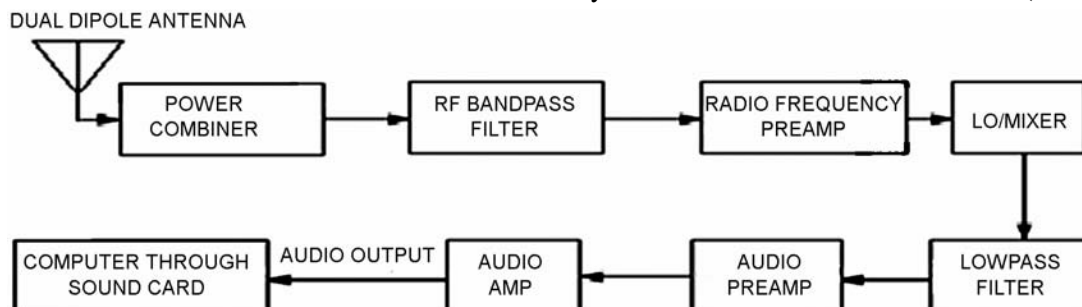 DUAL DIPOLE ANTENNA
POWER
COMBINER
RF BANDPASS
FILTER
RADIO FREQUENCY
PREAMP
LO/MIXER
COMPUTER THROUGH
SOUND CARD
AUDIO OUTPUT
AUDIO
AMP
AUDIO
PREAMP
LOWPASS
FILTER